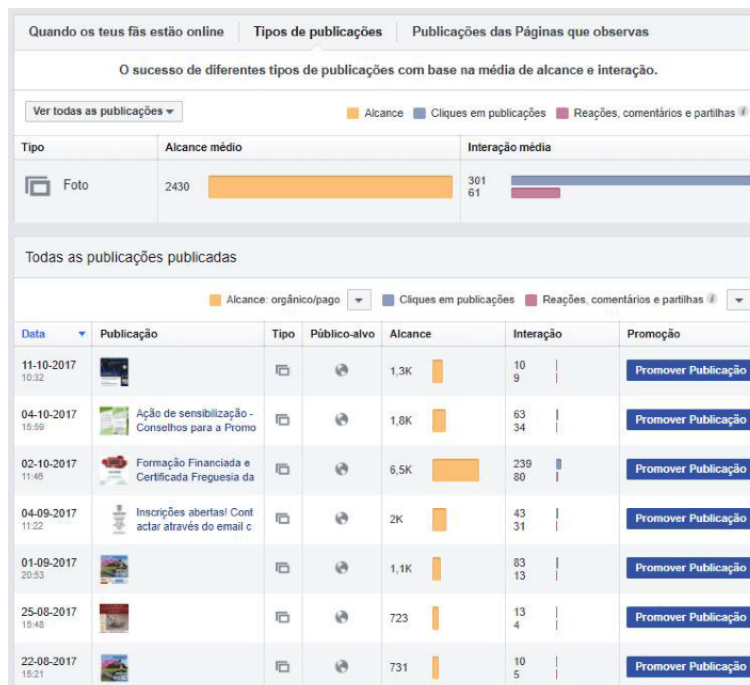 Quando os teus fãs estão online Tipos de publicações Publicações das Páginas que observas
O sucesso de diferentes tipos de publicações com base na média de alcance e interação.
Ver todas as publicações Alcance Cliques em publicações Reações, comentários e partilhas i
Tipo Alcance médio Interação média
Foto 2430 301
61
Todas as publicações publicadas
Alcance: orgânico/pago Cliques em publicações Reações, comentários e partilhas i
Data Publicação Tipo Público-alvo Alcance Interação Promoção
11-10-2017
10:32
1,3K
10
9
Promover Publicação
04-10-2017
15:59
Ação de sensibilização -
Conselhos para a Promo
1,8K
63
34
Promover Publicação
02-10-2017
11:46
Formação Financiada e
Certificada Freguesia da
6,5K
239
80
Promover Publicação
04-09-2017
11:22
Inscrições abertas! Cont
actar através do email c
2K
43
31
Promover Publicação
01-09-2017
20:53
1,1K
83
13
Promover Publicação
25-08-2017
15:48
723
13
4
Promover Publicação
22-08-2017
15:21
731
10
5
Promover Publicação